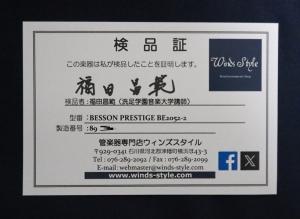 検品証
Winds Style
この楽器は私が検品したことを証明します。
福田昌範
検品者：福田昌範（洗足学園音楽大学講師）
型番：BESSON PRESTIGE BE2052-2
製造番号：89
管楽器専門店ウィンズスタイル
〒929-0341 石川県河北郡津幡町横浜ほ43-3
Tel / 076-289-2092 / Fax / 076-289-2099
E-mail : webmaster@winds-style.com
www.winds-style.com